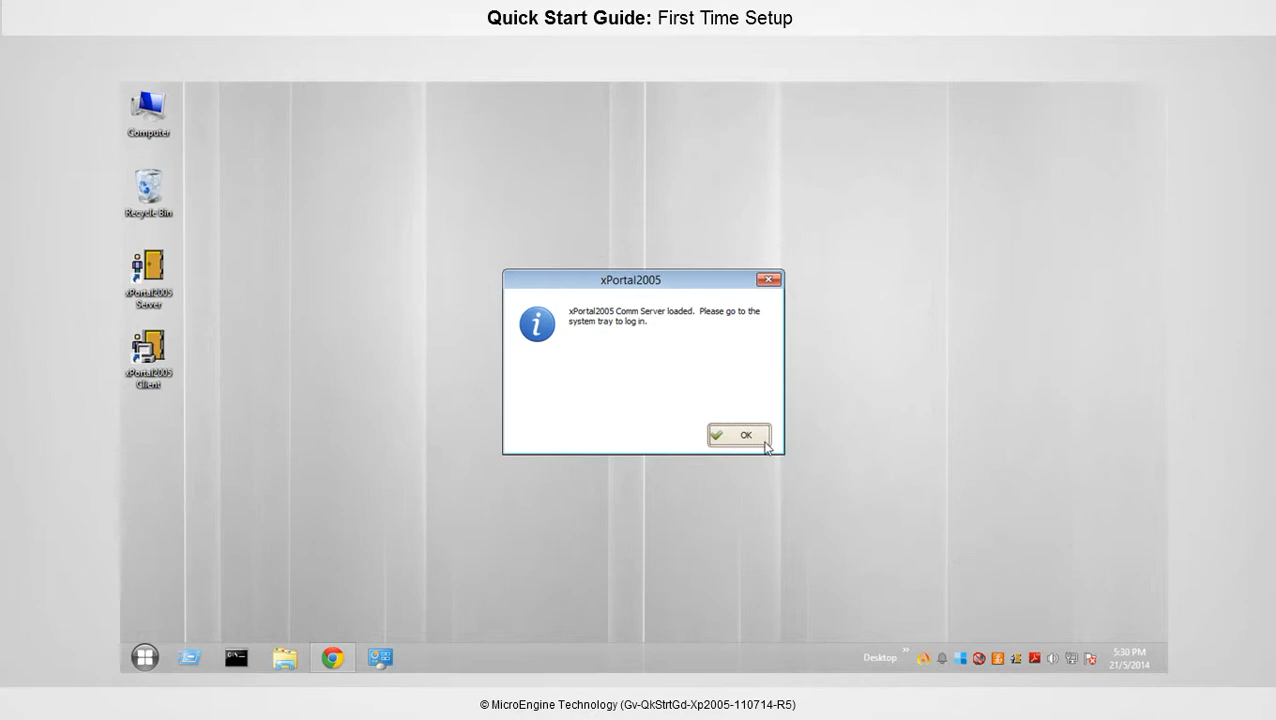 Quick Start Guide: First Time Setup
Computer
Recycle Bin
xPortal2005
Server
xPortal2005
Client
xPortal2005
xPortal2005 Comm Server loaded. Please go to the
system tray to log in.
OK
Desktop
5:30 PM
21/5/2014
© MicroEngine Technology (Gv-QkStrtGd-Xp2005-110714-R5)